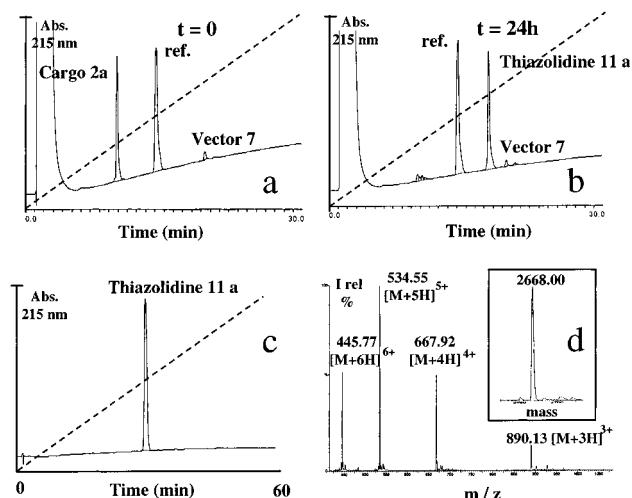 Abs.
215 nm
t = 0
ref.
Cargo 2a
Vector 7
a
0.0
30.0
Time (min)
Abs.
215 nm
ref.
t = 24h
Thiazolidine 11 a
Vector 7
b
0.0
30.0
Time (min)
Abs.
215 nm
Thiazolidine 11 a
c
0
60
Time (min)
I rel
%
534.55
[M+5H]5+
445.77
[M+6H]6+
667.92
[M+4H]4+
2668.00
d
mass
890.13 [M+3H]3+
m / z